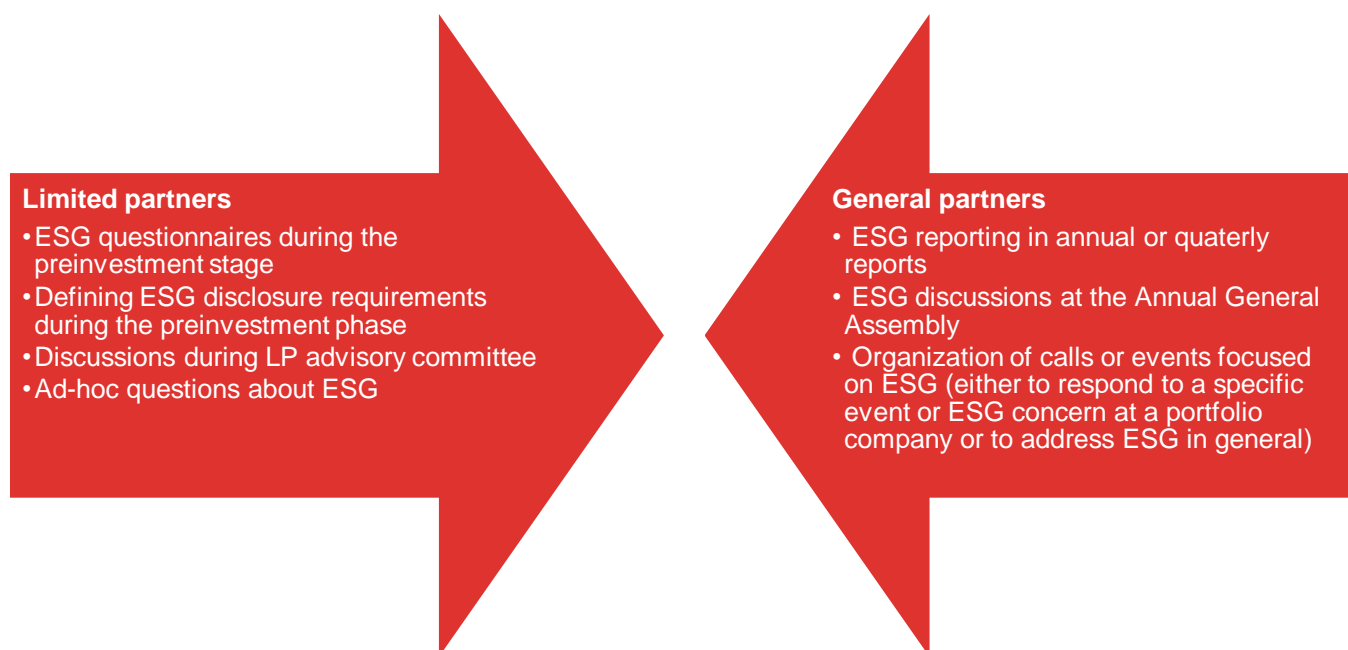 Limited partners
•ESG questionnaires during the
preinvestment stage
•Defining ESG disclosure requirements
during the preinvestment phase
•Discussions during LP advisory committee
•Ad-hoc questions about ESG
General partners
• ESG reporting in annual or quaterly
reports
• ESG discussions at the Annual General
Assembly
• Organization of calls or events focused
on ESG (either to respond to a specific
event or ESG concern at a portfolio
company or to address ESG in general)